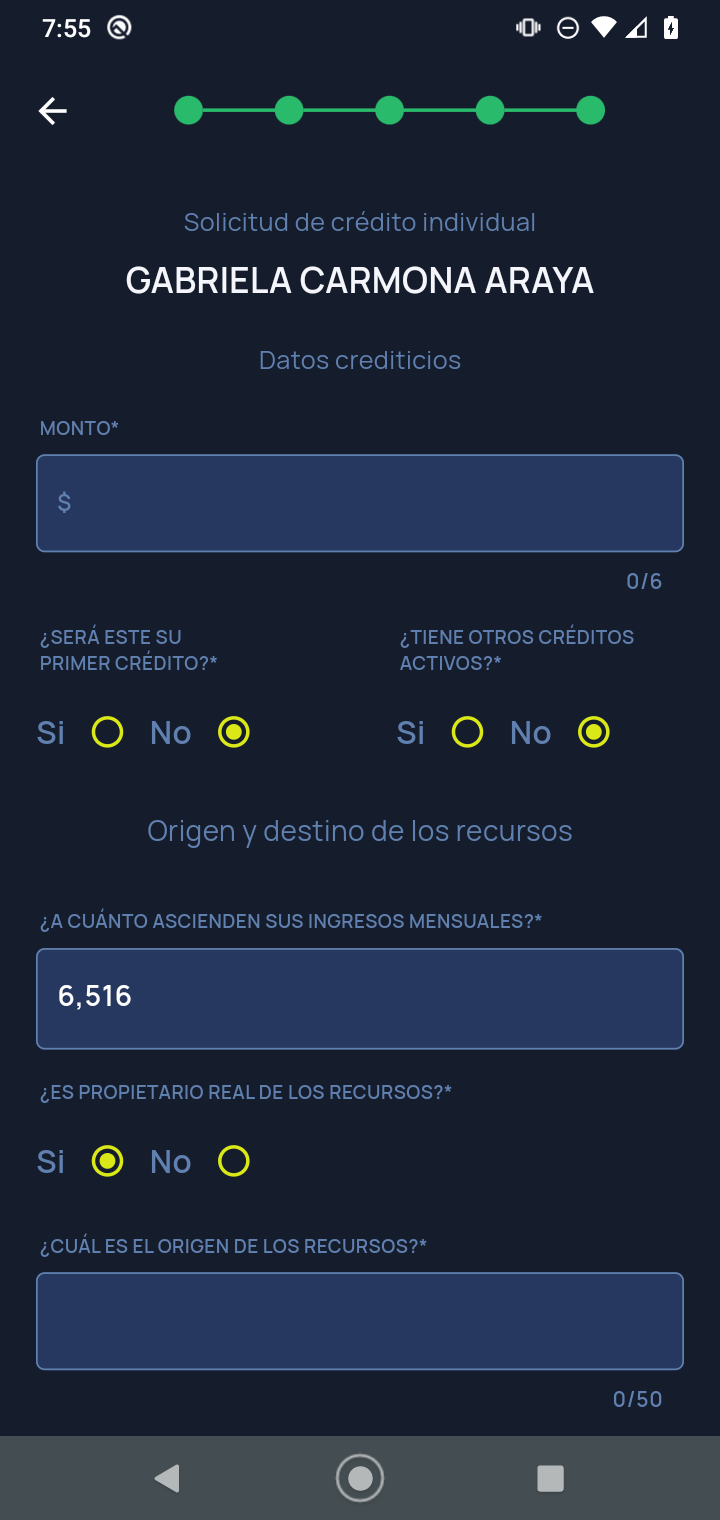 7:55
Solicitud de crédito individual
GABRIELA CARMONA ARAYA
Datos crediticios
MONTO*
$
0/6
¿SERÁ ESTE SU
PRIMER CRÉDITO?*
¿TIENE OTROS CRÉDITOS
ACTIVOS?*
Si No
Si No
Origen y destino de los recursos
¿A CUÁNTO ASCIENDEN SUS INGRESOS MENSUALES?*
6,516
¿ES PROPIETARIO REAL DE LOS RECURSOS?*
Si No
¿CUÁL ES EL ORIGEN DE LOS RECURSOS?*
0/50